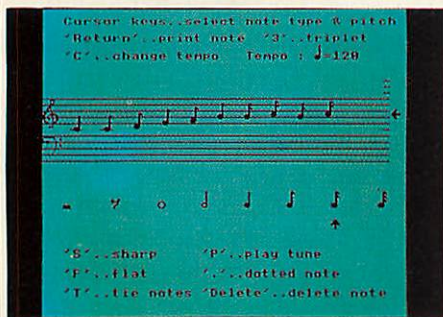 Cursor keys..select note type & pitch
'Return'..print note '3'..triplet
'C'..change tempo Tempo : =120
'S'..sharp 'P'..play tune
'F'..flat '.'..dotted note
'T'..tie notes 'Delete'..delete note